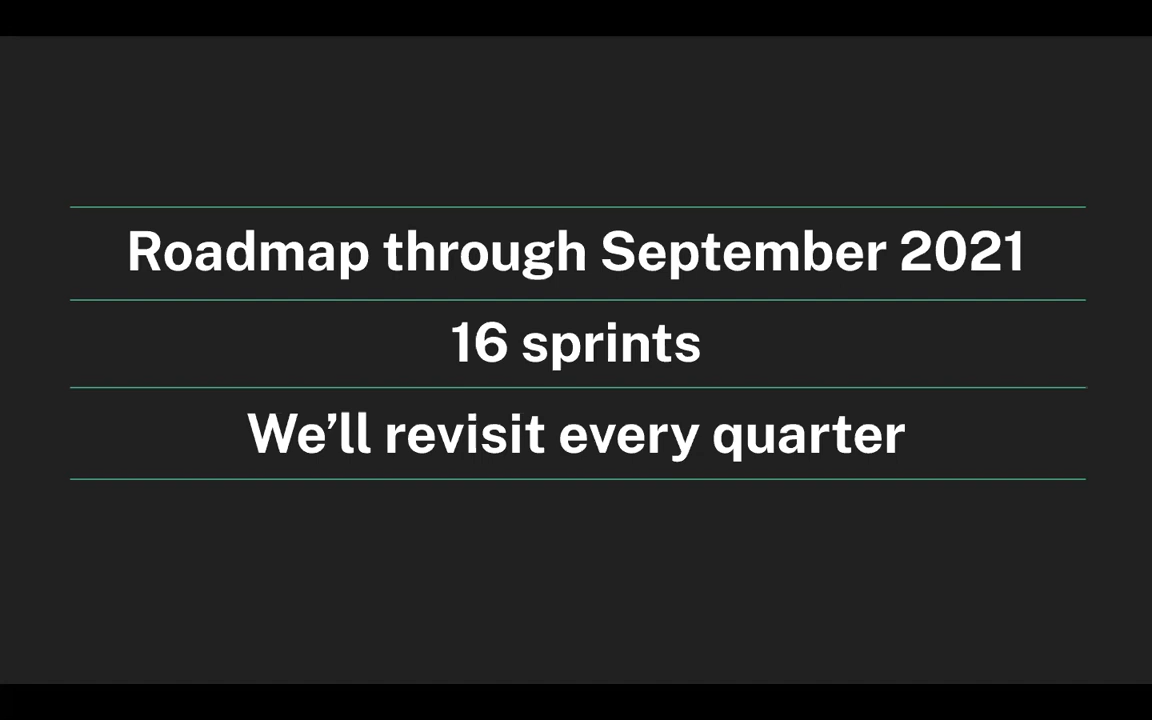 Roadmap through September 2021
16 sprints
We’ll revisit every quarter